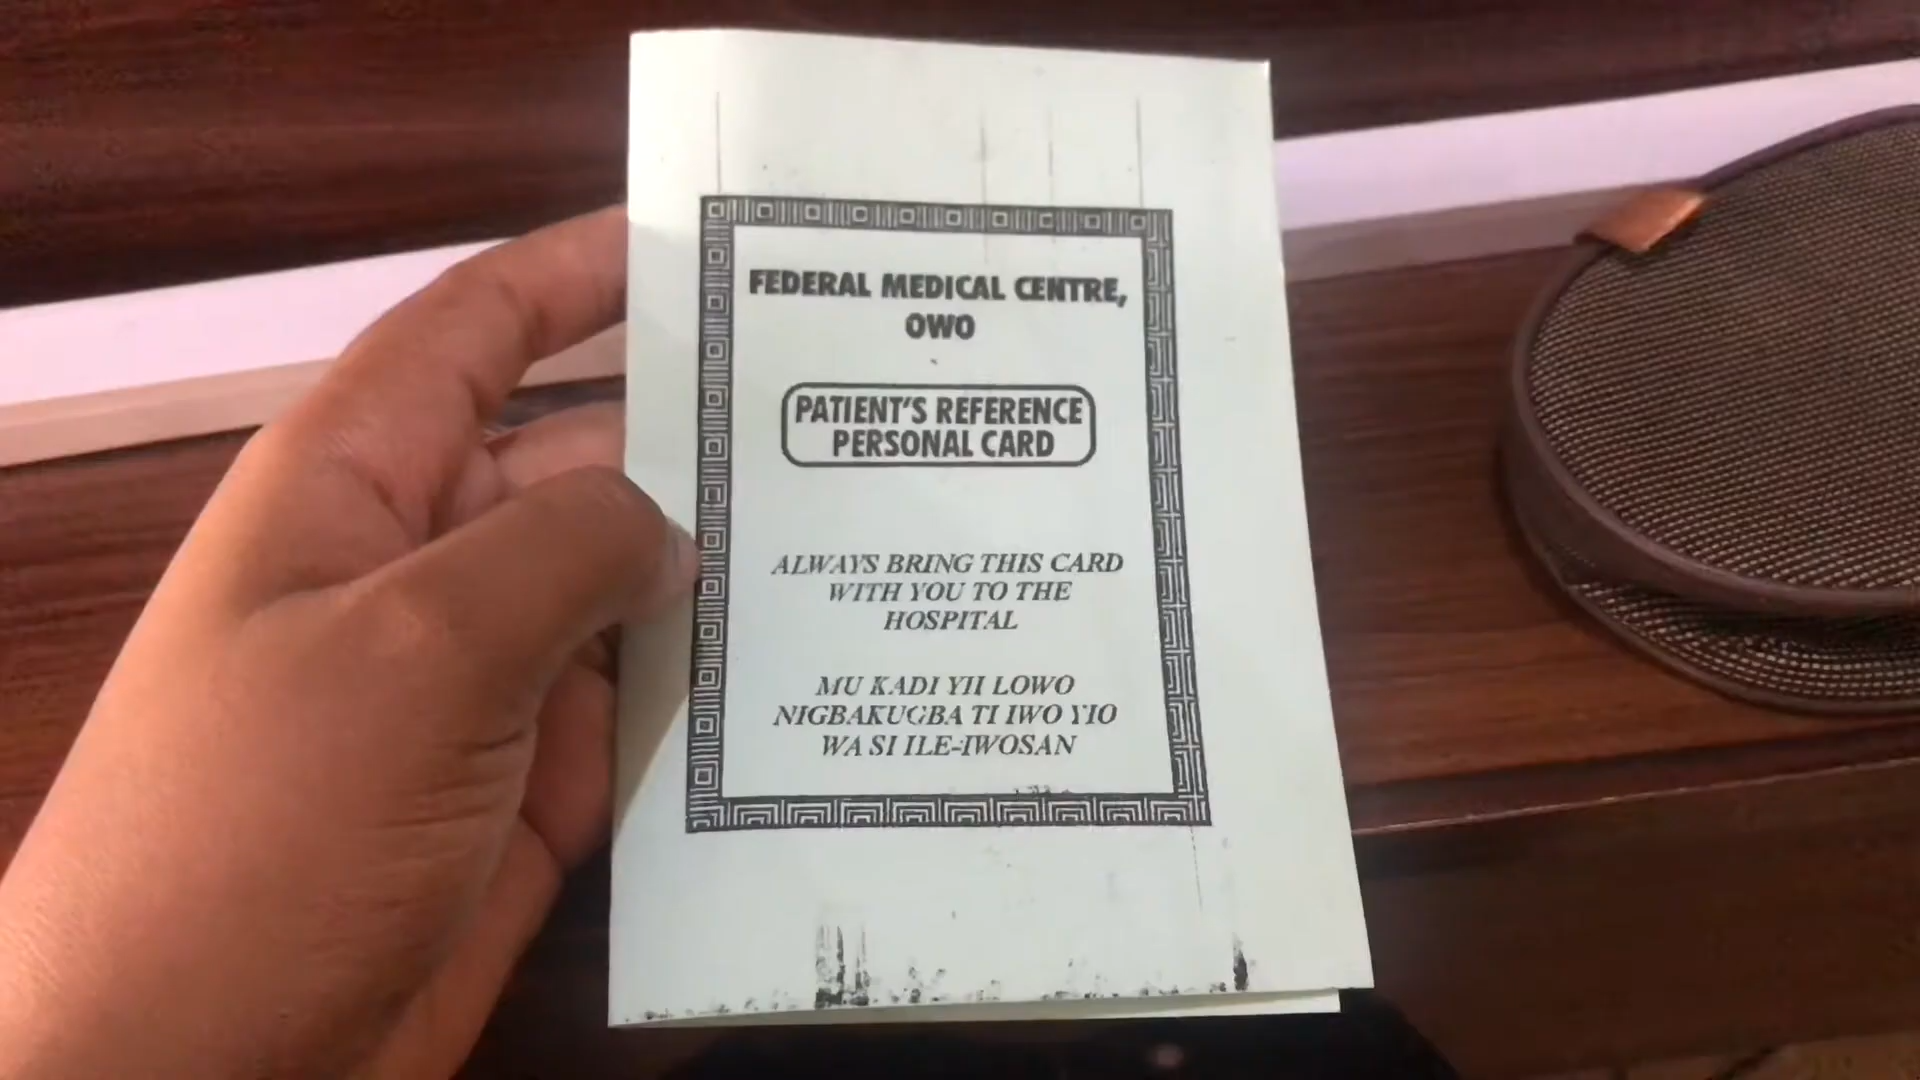 FEDERAL MEDICAL CENTRE,
OWO
PATIENT'S REFERENCE
PERSONAL CARD
ALWAYS BRING THIS CARD
WITH YOU TO THE
HOSPITAL
MU KADI YII LOWO
NIGBAKUGBA TI IWO YIO
WA SI ILE-IWOSAN